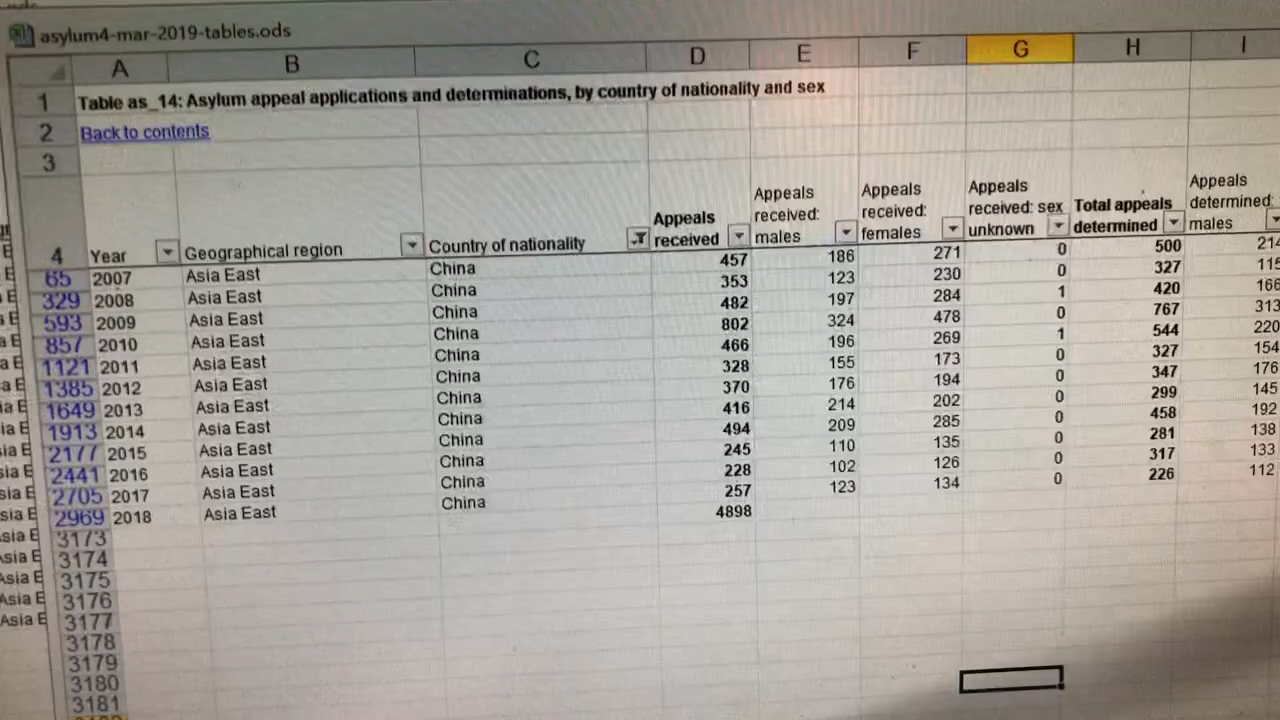 asylum4-mar-2019-tables.ods
A B C D E F G H I
1 Table as_14: Asylum appeal applications and determinations, by country of nationality and sex
2 Back to contents
3
4 Year Geographical region Country of nationality Appeals received Appeals received: males Appeals received: females Appeals received: sex unknown Total appeals determined Appeals determined: males
65 2007 Asia East China 457 186 271 0 500 214
329 2008 Asia East China 353 123 230 0 327 115
593 2009 Asia East China 482 197 284 1 420 166
857 2010 Asia East China 802 324 478 0 767 313
1121 2011 Asia East China 466 196 269 1 544 220
1385 2012 Asia East China 328 155 173 0 327 154
1649 2013 Asia East China 370 176 194 0 347 176
1913 2014 Asia East China 416 214 202 0 299 145
2177 2015 Asia East China 494 209 285 0 458 192
2441 2016 Asia East China 245 110 135 0 281 138
2705 2017 Asia East China 228 102 126 0 317 133
2969 2018 Asia East China 257 123 134 0 226 112
3173 4898
3174
3175
3176
3177
3178
3179
3180
3181